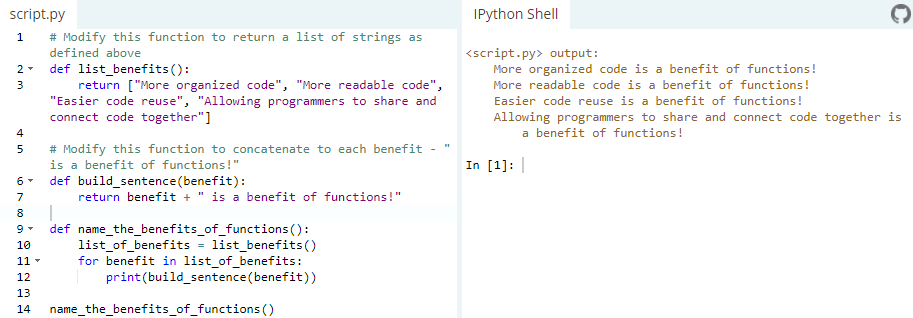 script.py
1 # Modify this function to return a list of strings as
defined above
2 def list_benefits():
3 return ["More organized code", "More readable code",
"Easier code reuse", "Allowing programmers to share and
connect code together"]
4
5 # Modify this function to concatenate to each benefit - "
is a benefit of functions!"
6 def build_sentence(benefit):
7 return benefit + " is a benefit of functions!"
8
9 def name_the_benefits_of_functions():
10 list_of_benefits = list_benefits()
11 for benefit in list_of_benefits:
12 print(build_sentence(benefit))
13
14 name_the_benefits_of_functions()
IPython Shell
<script.py> output:
More organized code is a benefit of functions!
More readable code is a benefit of functions!
Easier code reuse is a benefit of functions!
Allowing programmers to share and connect code together is
a benefit of functions!
In [1]: